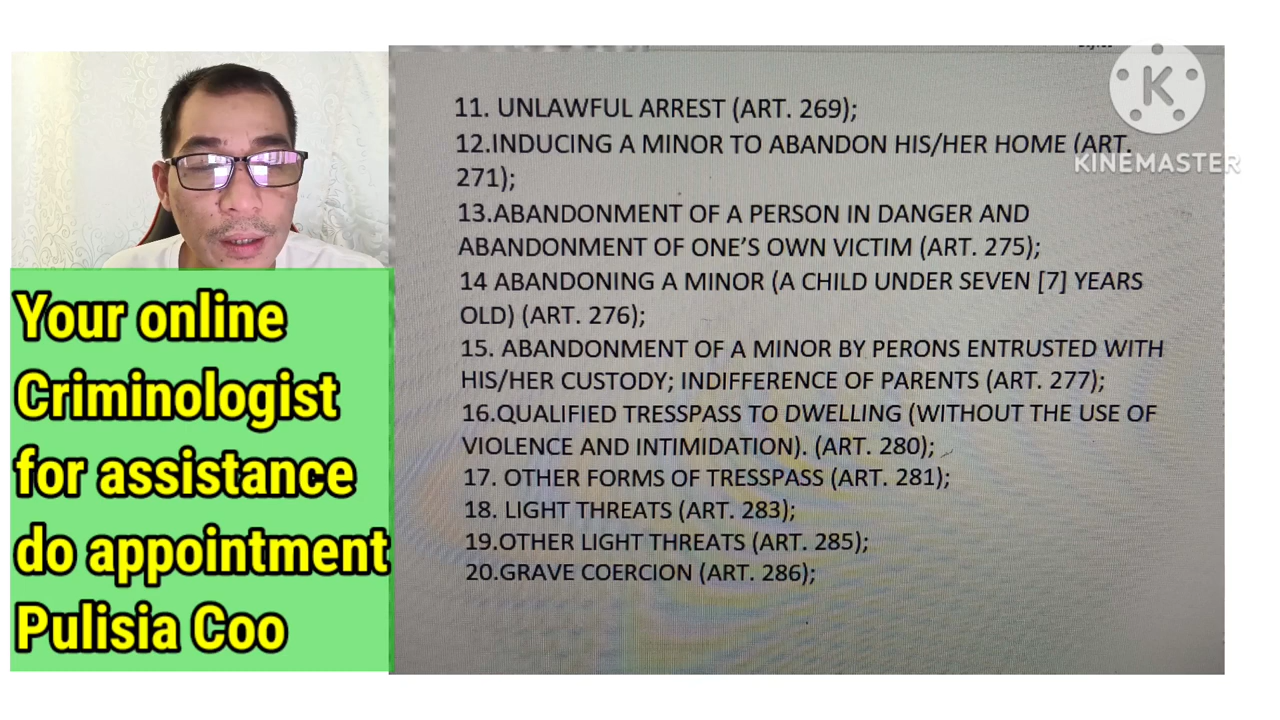 11. UNLAWFUL ARREST (ART. 269);
12.INDUCING A MINOR TO ABANDON HIS/HER HOME (ART.
271);
13.ABANDONMENT OF A PERSON IN DANGER AND
ABANDONMENT OF ONE'S OWN VICTIM (ART. 275);
14 ABANDONING A MINOR (A CHILD UNDER SEVEN [7] YEARS
OLD) (ART. 276);
15. ABANDONMENT OF A MINOR BY PERONS ENTRUSTED WITH
HIS/HER CUSTODY; INDIFFERENCE OF PARENTS (ART. 277);
16.QUALIFIED TRESSPASS TO DWELLING (WITHOUT THE USE OF
VIOLENCE AND INTIMIDATION). (ART. 280);
17. OTHER FORMS OF TRESSPASS (ART. 281);
18. LIGHT THREATS (ART. 283);
19.OTHER LIGHT THREATS (ART. 285);
20.GRAVE COERCION (ART. 286);
K
KINEMASTER
Your online
Criminologist
for assistance
do appointment
Pulisia Coo